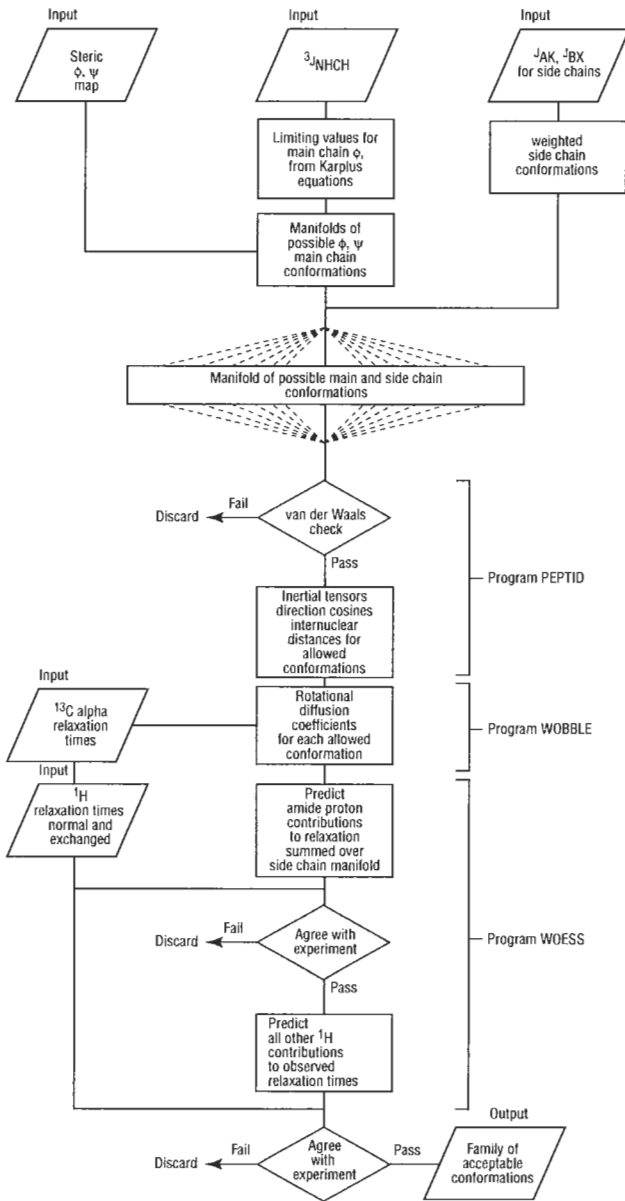 Input
Input
Input
Steric
ϕ, ψ
map
³JNHCH
JAK, JBX
for side chains
Limiting values for
main chain ϕ,
from Karplus
equations
weighted
side chain
conformations
Manifolds of
possible ϕ, ψ
main chain
conformations
Manifold of possible main and side chain
conformations
Discard
Fail
van der Waals
check
Pass
Program PEPTID
Inertial tensors
direction cosines
internuclear
distances for
allowed
conformations
Input
¹³C alpha
relaxation
times
Rotational
diffusion
coefficients
for each allowed
conformation
Program WOBBLE
Input
¹H
relaxation times
normal and
exchanged
Predict
amide proton
contributions
to relaxation
summed over
side chain manifold
Discard
Fail
Agree with
experiment
Program WOESS
Pass
Predict
all other ¹H
contributions
to observed
relaxation times
Output
Discard
Fail
Agree
with
experiment
Pass
Family of
acceptable
conformations